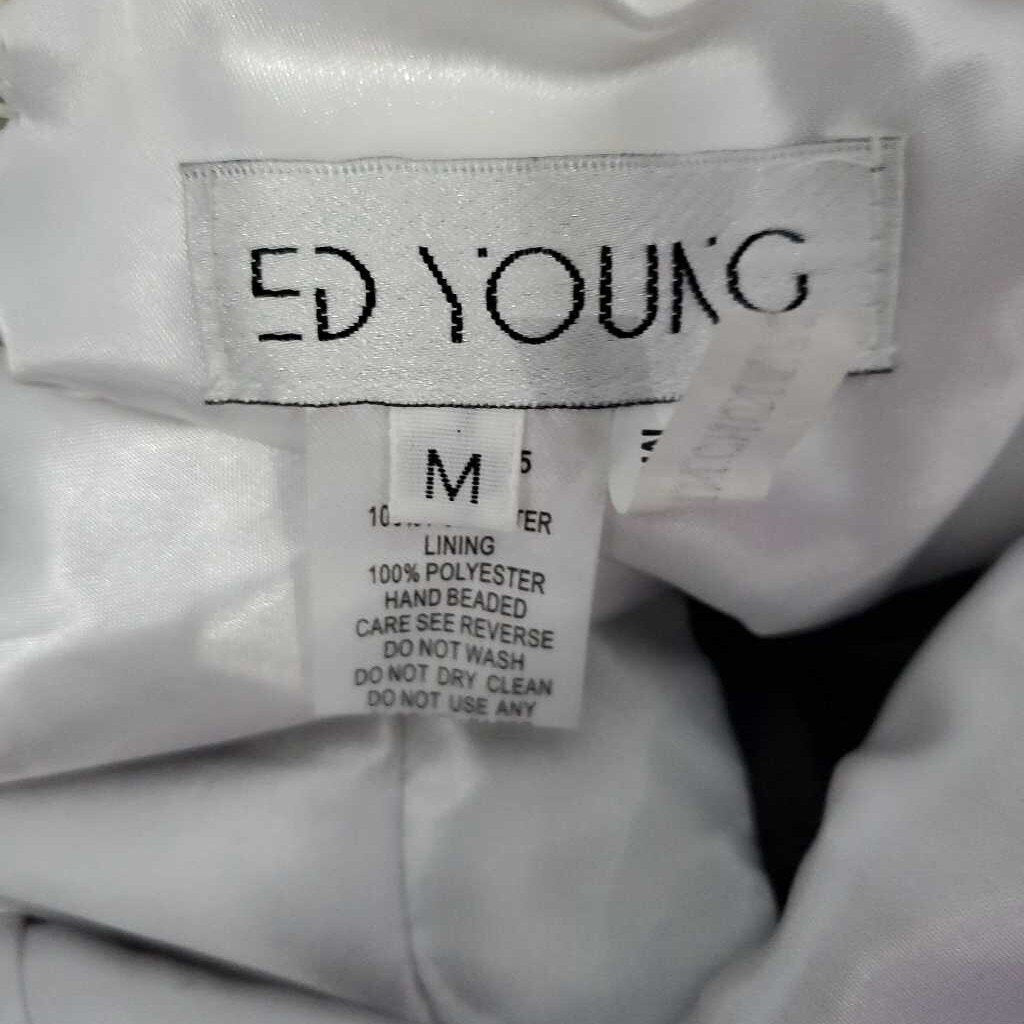 ED YOUNG
M
5
LINING
100% POLYESTER
HAND BEADED
CARE SEE REVERSE
DO NOT WASH
DO NOT DRY CLEAN
DO NOT USE ANY